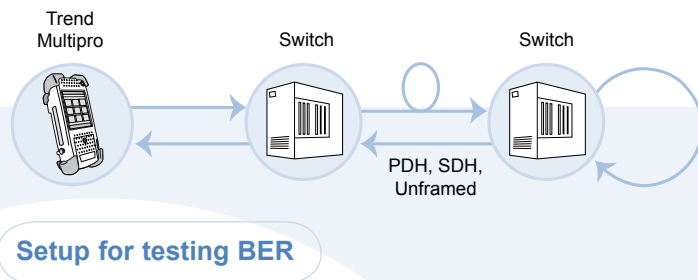 Trend
Multipro
Switch
Switch
PDH, SDH,
Unframed
Setup for testing BER